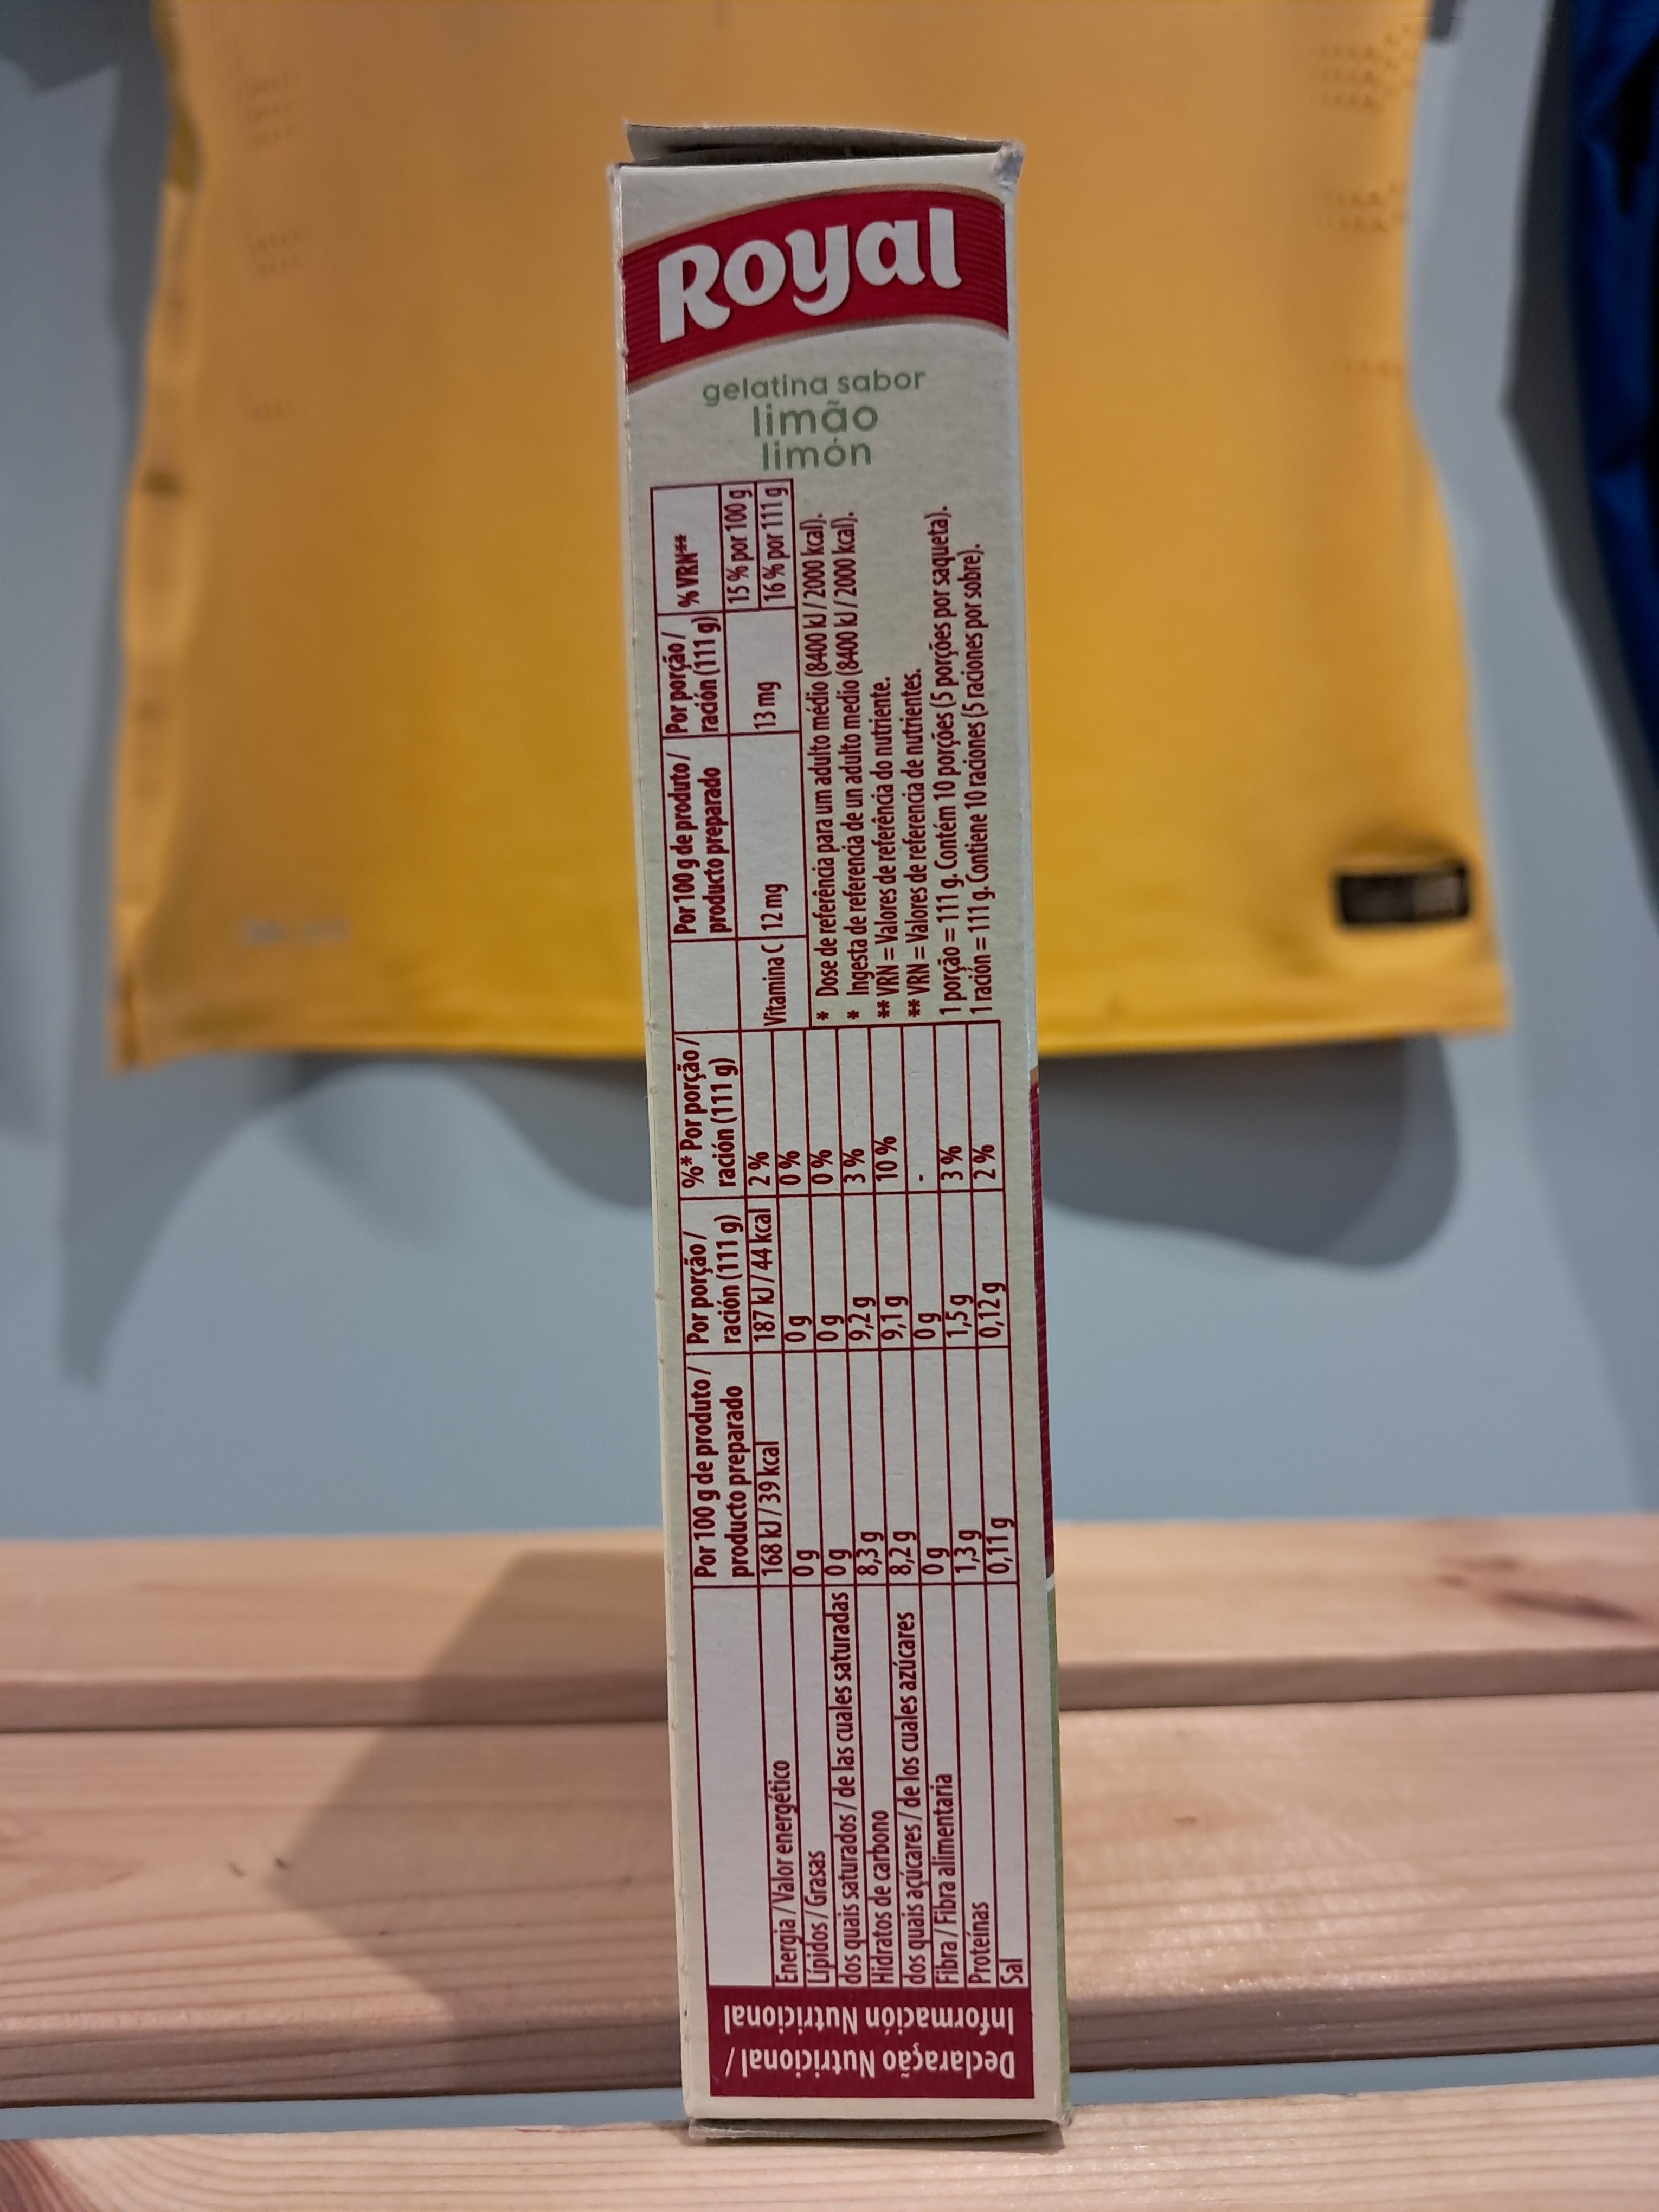 Royal
gelatina sabor
limão
limón
Declaração Nutricional /
Información Nutricional
Por 100 g de produto / producto preparado | Por porção / ración (111 g) | %* Por porção / ración (111 g)
Energia / Valor energético | 168 kJ / 39 kcal | 187 kJ / 44 kcal | 2 %
Lípidos / Grasas | 0 g | 0 g | 0 %
dos quais saturados / de las cuales saturadas | 0 g | 0 g | 0 %
Hidratos de carbono | 8,3 g | 9,2 g | 3 %
dos quais açúcares / de los cuales azúcares | 8,2 g | 9,1 g | 10 %
Fibra / Fibra alimentaria | 0 g | 0 g | -
Proteínas | 1,3 g | 1,5 g | 3 %
Sal | 0,11 g | 0,12 g | 2 %
Por 100 g de produto / producto preparado | Por porção / ración (111 g) | % VRN**
Vitamina C | 12 mg | 13 mg | 15 % por 100 g
16 % por 111 g
* Dose de referência para um adulto médio (8400 kJ / 2000 kcal).
* Ingesta de referencia de un adulto medio (8400 kJ / 2000 kcal).
** VRN = Valores de referência do nutriente.
** VRN = Valores de referencia de nutrientes.
1 porção = 111 g. Contém 10 porções (5 porções por saqueta).
1 ración = 111 g. Contiene 10 raciones (5 raciones por sobre).